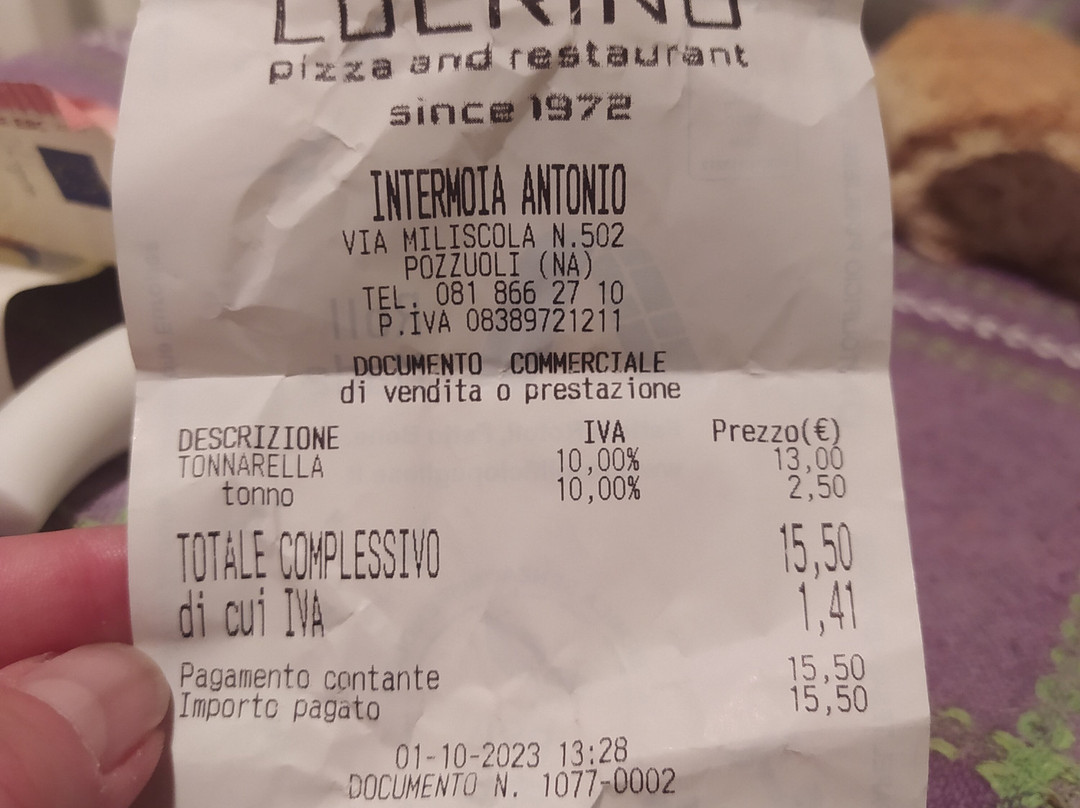 LUCRINO
pizza and restaurant
since 1972
INTERMOIA ANTONIO
VIA MILISCOLA N.502
POZZUOLI (NA)
TEL. 081 866 27 10
P.IVA 08389721211
DOCUMENTO COMMERCIALE
di vendita o prestazione
DESCRIZIONE IVA Prezzo(€)
TONNARELLA 10,00% 13,00
tonno 10,00% 2,50
TOTALE COMPLESSIVO 15,50
di cui IVA 1,41
Pagamento contante 15,50
Importo pagato 15,50
01-10-2023 13:28
DOCUMENTO N. 1077-0002